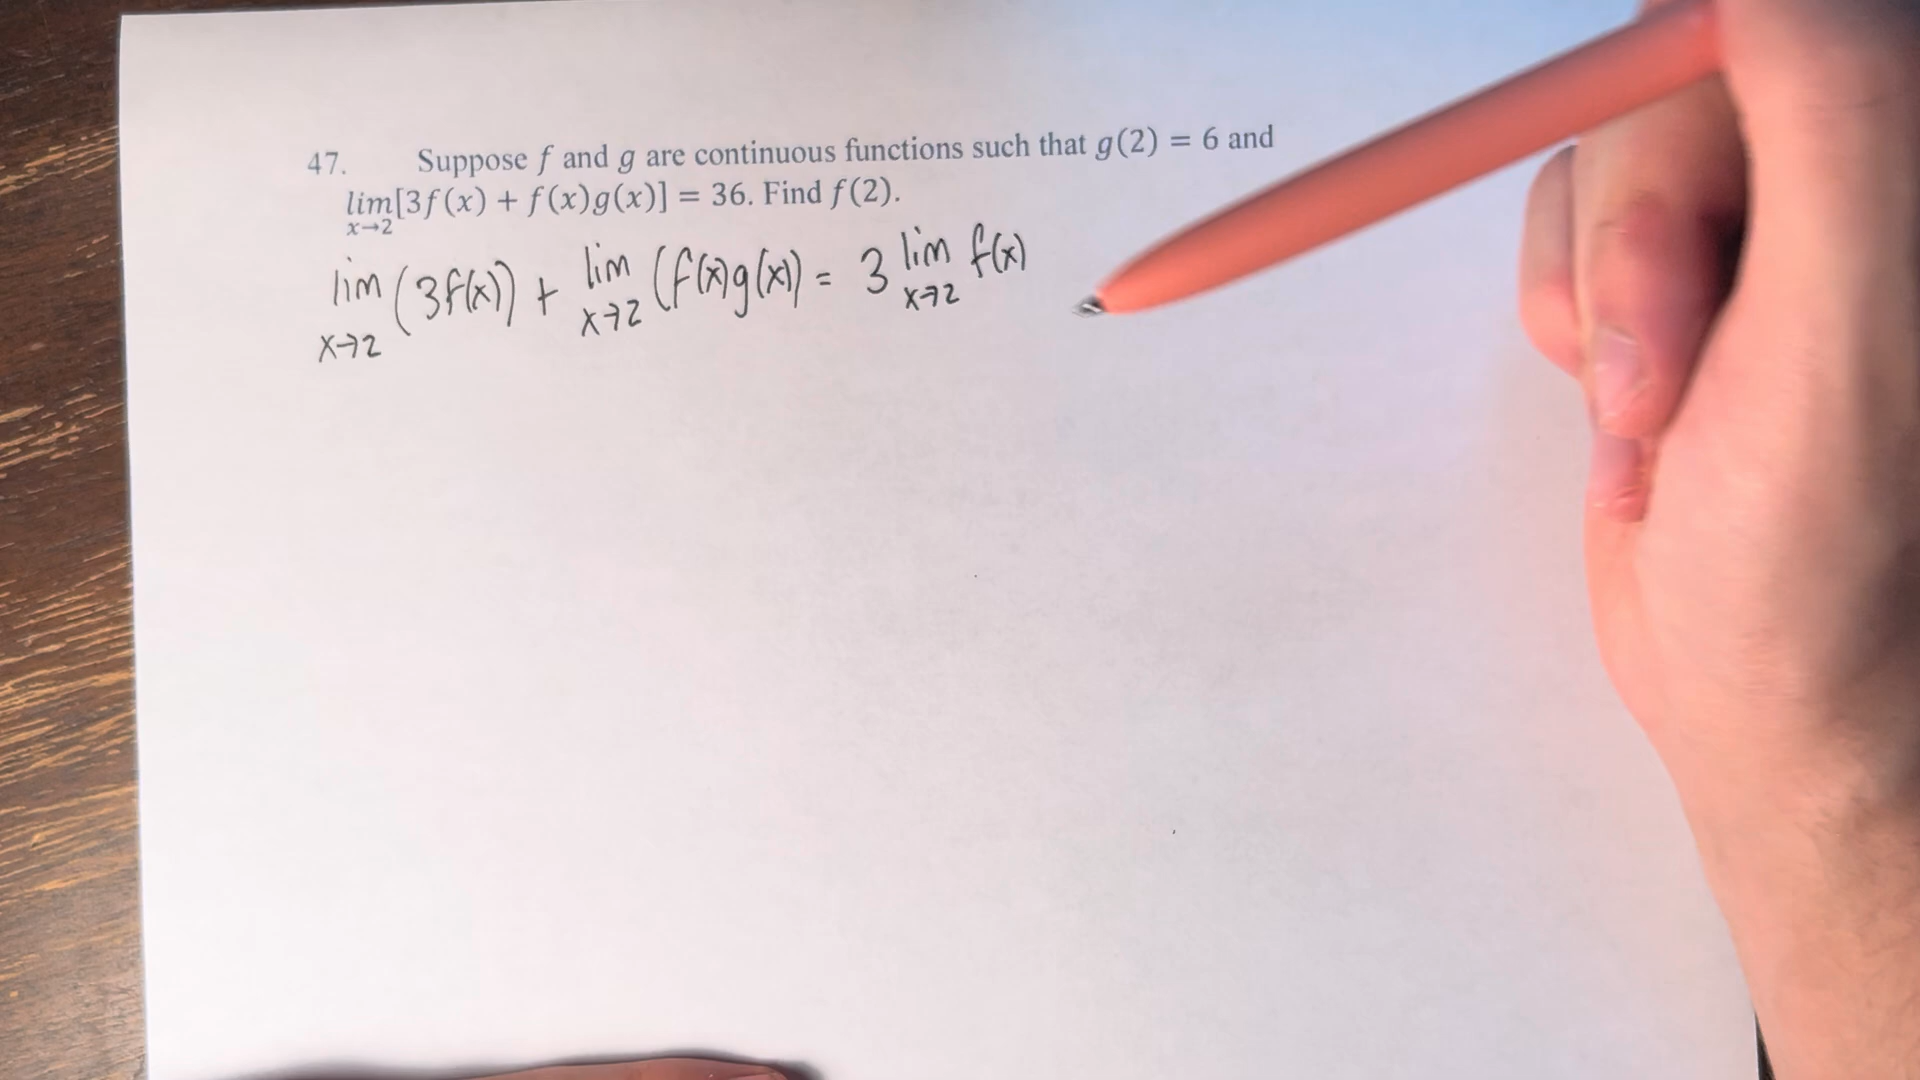 47. Suppose f and g are continuous functions such that g(2) = 6 and
lim[3f(x) + f(x)g(x)] = 36. Find f(2).
x→2
lim (3f(x)) + lim (f(x)g(x)) = 3 lim f(x)
x→2 x→2 x→2